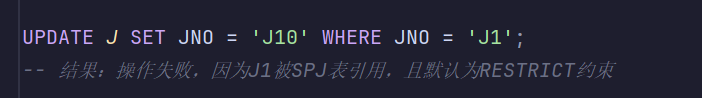 UPDATE J SET JNO = 'J10' WHERE JNO = 'J1';
-- 结果：操作失败，因为J1被SPJ表引用，且默认为RESTRICT约束